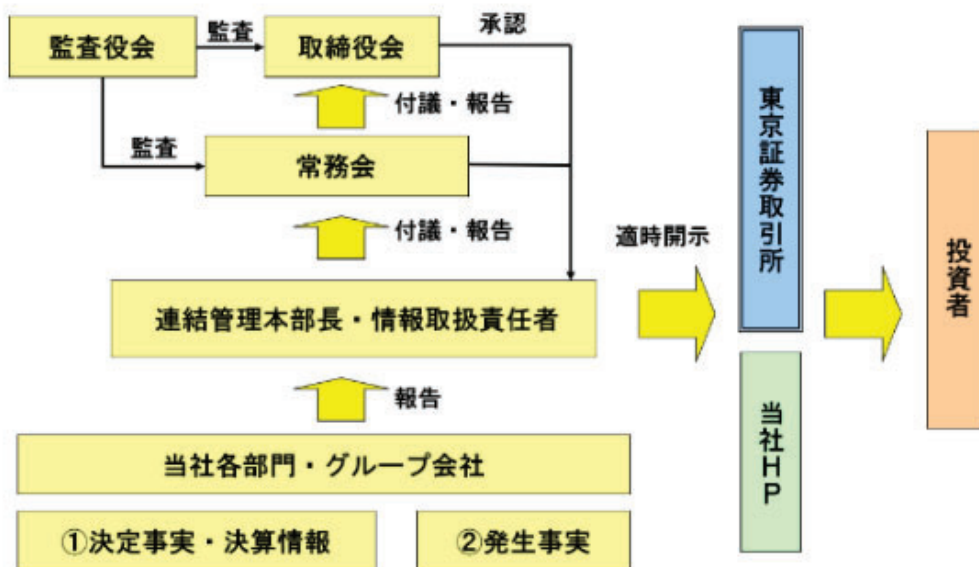 監査役会
監査
取締役会
承認
付議・報告
監査
常務会
付議・報告
連結管理本部長・情報取扱責任者
報告
当社各部門・グループ会社
①決定事実・決算情報
②発生事実
適時開示
東京証券取引所
当社HP
投資者